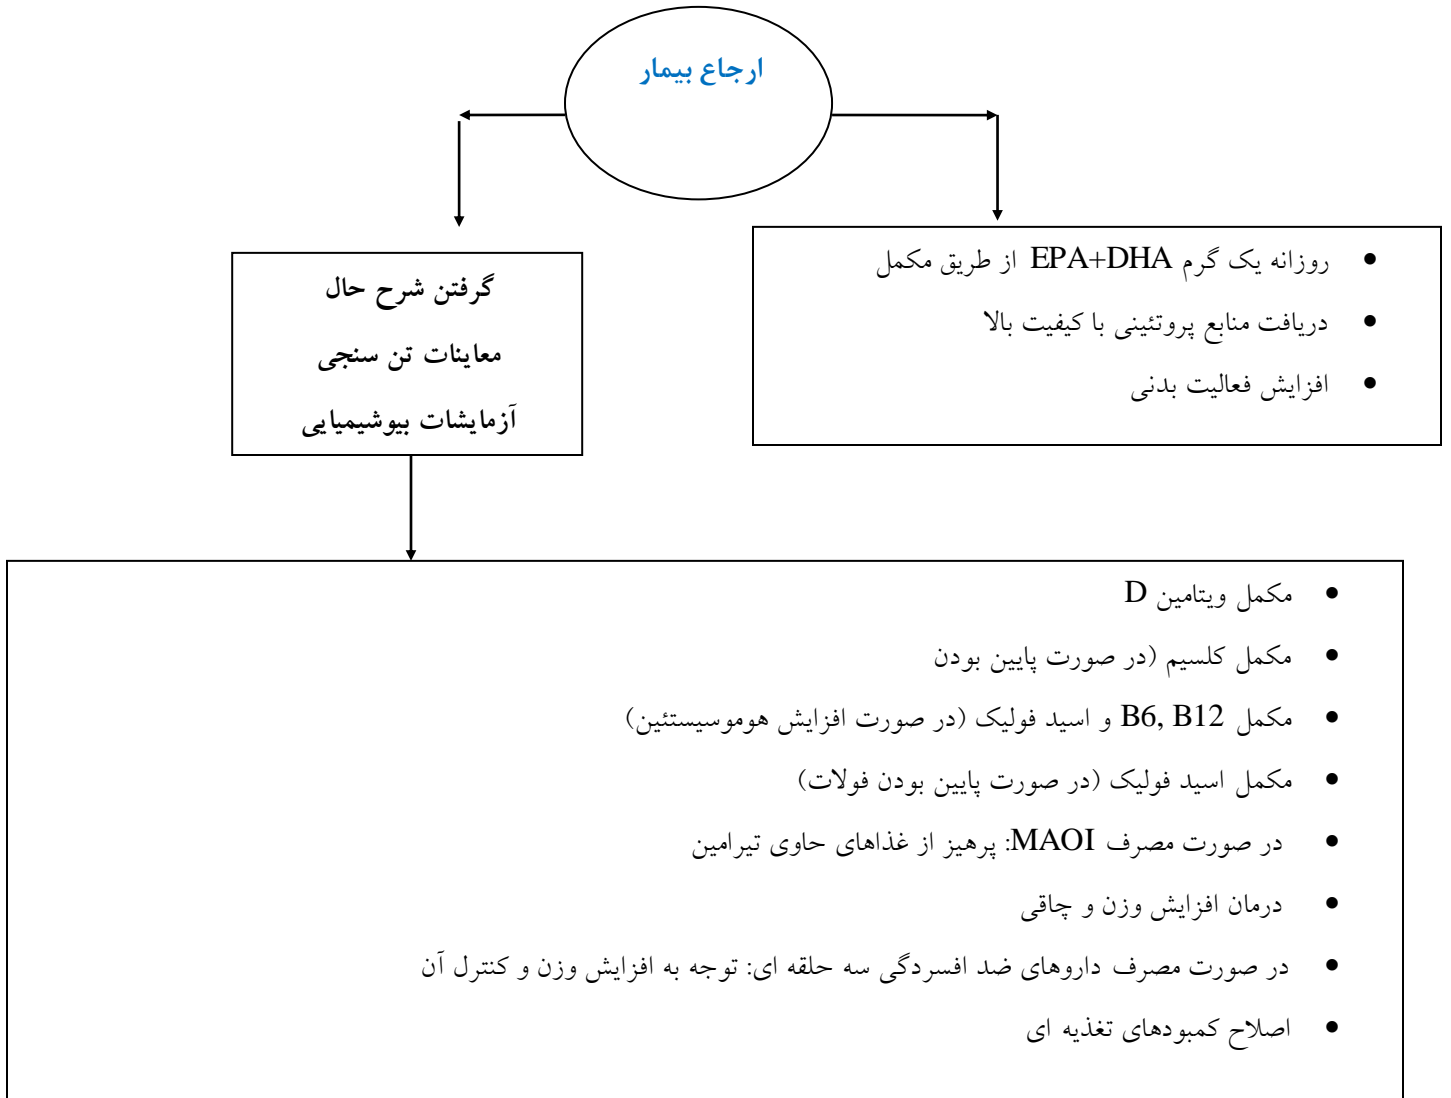 ارجاع بیمار
• روزانه یک گرم EPA+DHA از طریق مکمل
• دریافت منابع پروتئینی با کیفیت بالا
• افزایش فعالیت بدنی
گرفتن شرح حال
معاینات تن سنجی
آزمایشات بیوشیمیایی
• مکمل ویتامین D
• مکمل کلسیم (در صورت پایین بودن
• مکمل B6, B12 و اسید فولیک (در صورت افزایش هوموسیستئین)
• مکمل اسید فولیک (در صورت پایین بودن فولات)
• در صورت مصرف MAOI: پرهیز از غذاهای حاوی تیرامین
• درمان افزایش وزن و چاقی
• در صورت مصرف داروهای ضد افسردگی سه حلقه ای: توجه به افزایش وزن و کنترل آن
• اصلاح کمبودهای تغذیه ای